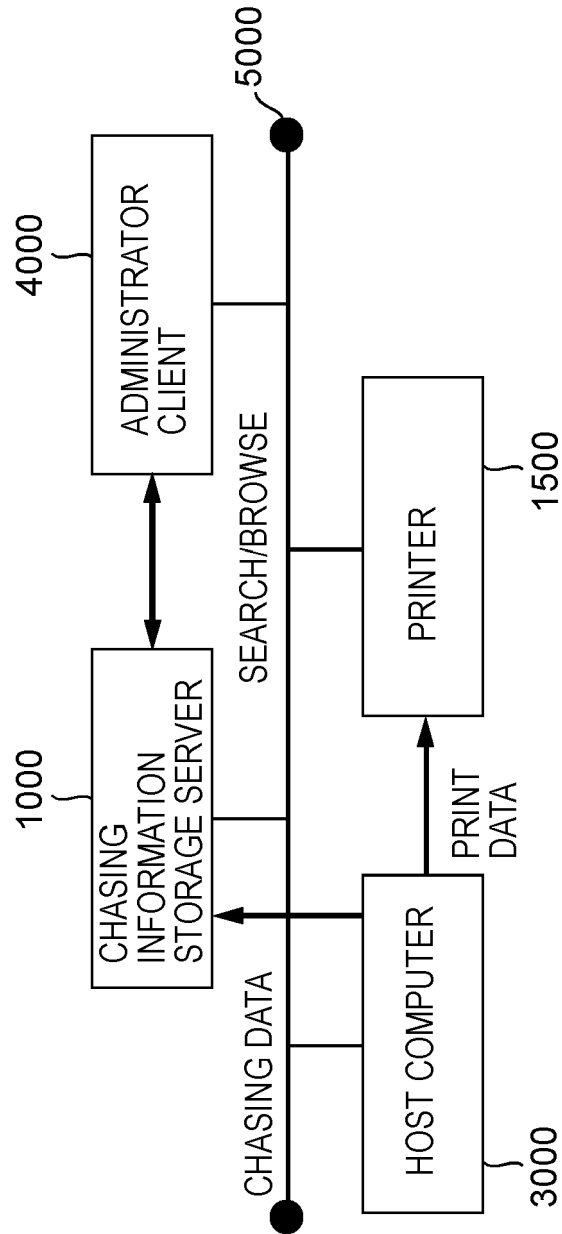 1000
CHASING
INFORMATION
STORAGE SERVER
4000
ADMINISTRATOR
CLIENT
CHASING DATA
SEARCH/BROWSE
5000
HOST COMPUTER
3000
PRINT
DATA
PRINTER
1500